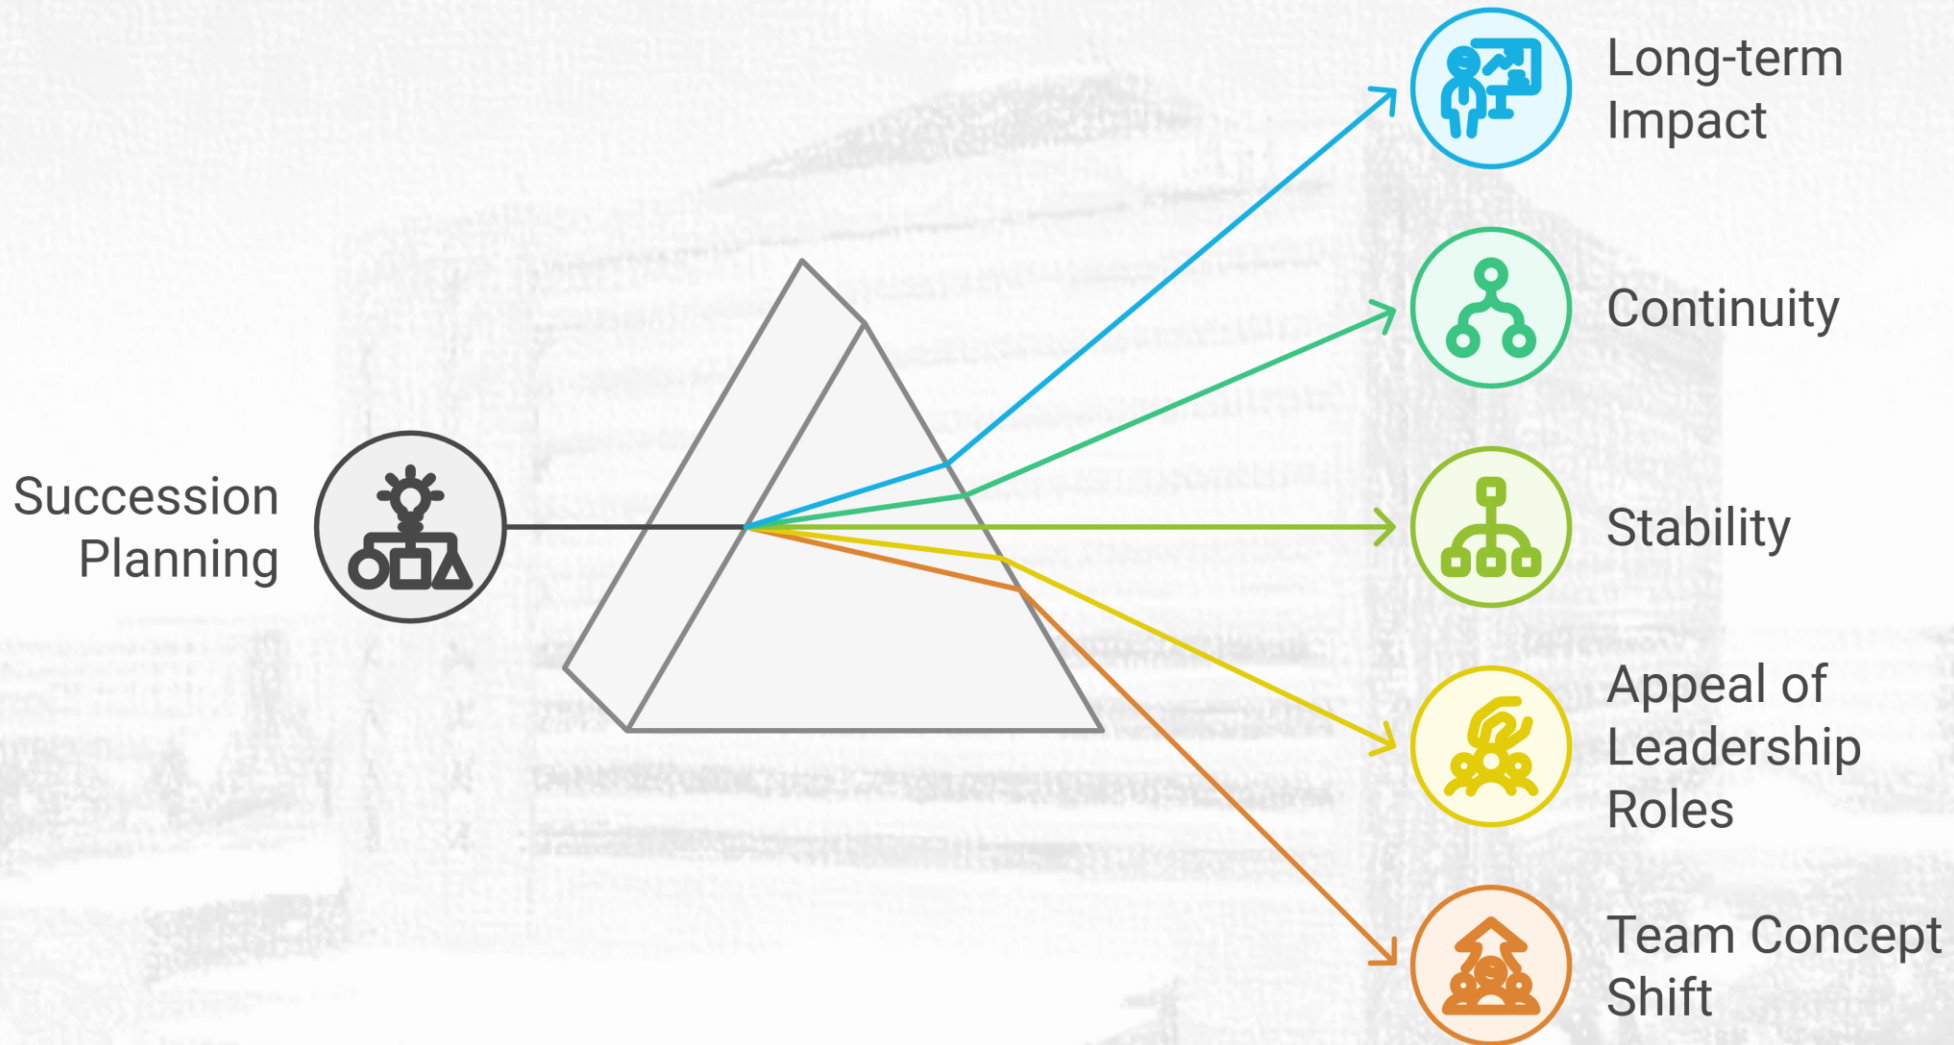 Succession
Planning
Long-term
Impact
Continuity
Stability
Appeal of
Leadership
Roles
Team Concept
Shift